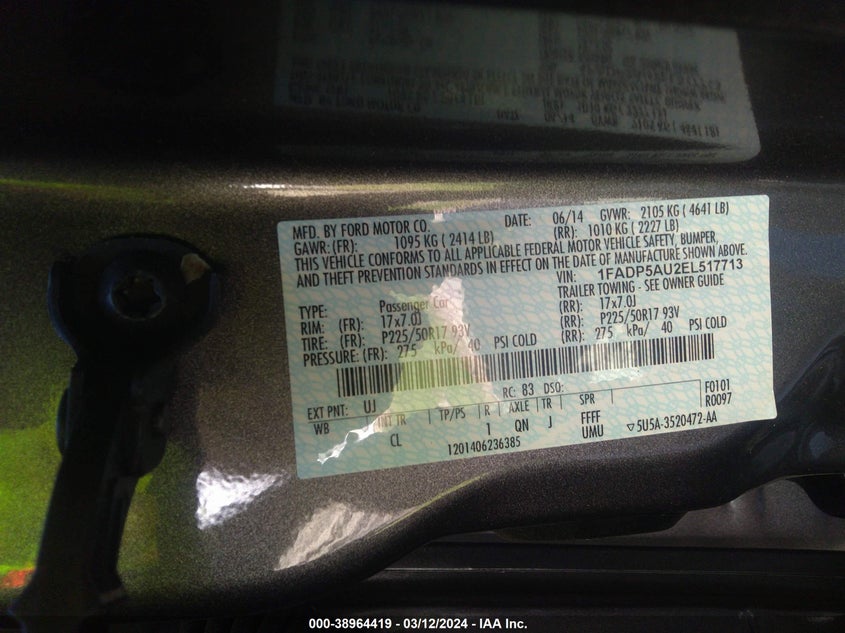 MFD. BY FORD MOTOR CO. DATE: 06/14 GVWR: 2105 KG ( 4641 LB)
GAWR: (FR): 1095 KG ( 2414 LB) (RR): 1010 KG ( 2227 LB)
THIS VEHICLE CONFORMS TO ALL APPLICABLE FEDERAL MOTOR VEHICLE SAFETY, BUMPER,
AND THEFT PREVENTION STANDARDS IN EFFECT ON THE DATE OF MANUFACTURE SHOWN ABOVE.
VIN: 1FADP5AU2EL517713
TYPE: Passenger Car TRAILER TOWING - SEE OWNER GUIDE
RIM: (FR): 17x7.0J (RR): 17x7.0J
TIRE: (FR): P225/50R17 93V (RR): P225/50R17 93V
PRESSURE: (FR): 275 kPa/ 40 PSI COLD (RR): 275 kPa/ 40 PSI COLD
EXT PNT: UJ RC: 83 DSO: F0101
WB INT TR TP/PS R AXLE TR SPR R0097
CL 1 QN J FFFF
1201406236385 UMU ▽5U5A-3520472-AA
000-38964419 - 03/12/2024 - IAA Inc.